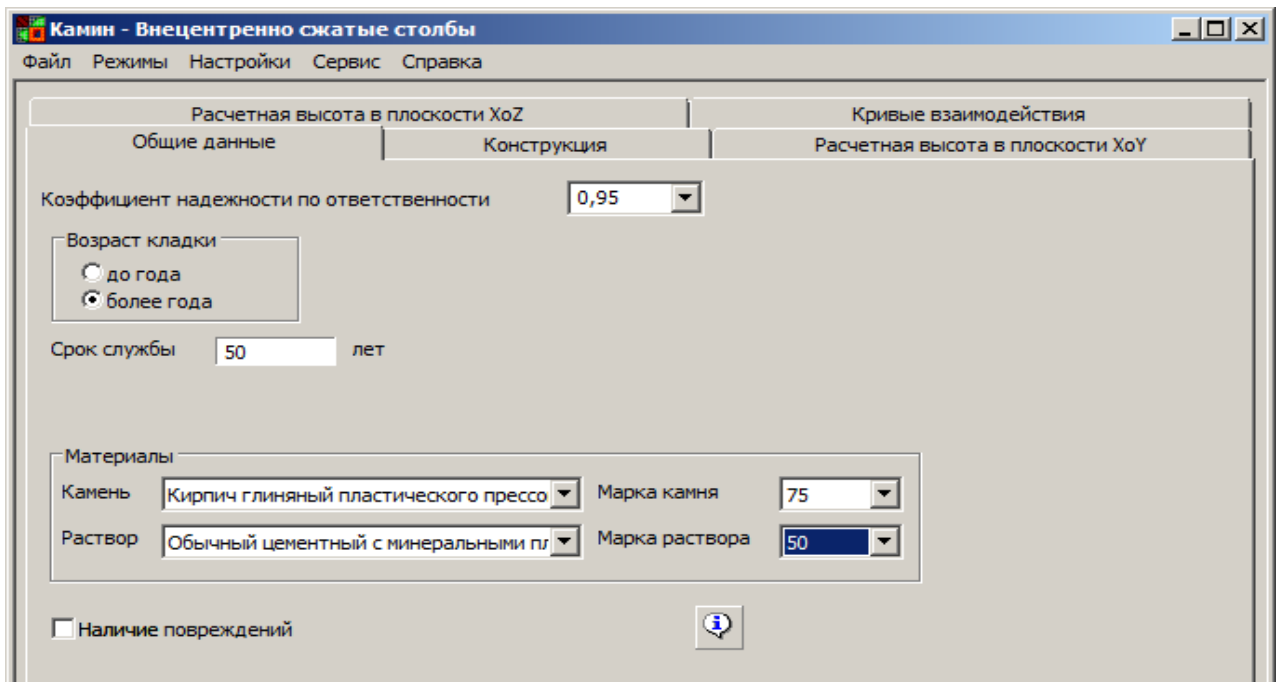 Камин - Внецентренно сжатые столбы
Файл Режимы Настройки Сервис Справка
Расчетная высота в плоскости XoZ Кривые взаимодействия
Общие данные Конструкция Расчетная высота в плоскости XoY
Коэффициент надежности по ответственности 0,95
Возраст кладки
до года
более года
Срок службы 50 лет
Материалы
Камень Кирпич глиняный пластического прессо Марка камня 75
Раствор Обычный цементный с минеральными пл Марка раствора 50
Наличие повреждений